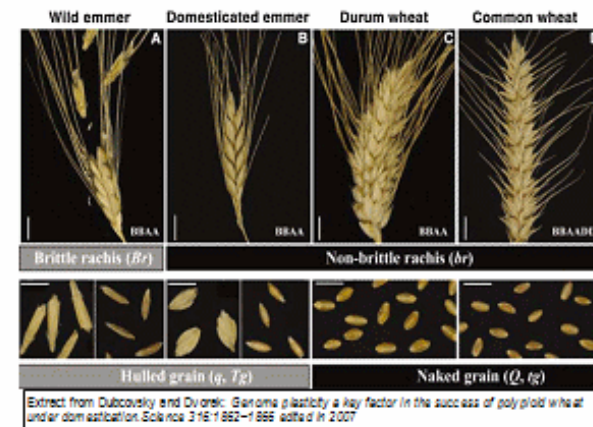 Wild emmer Domesticated emmer Durum wheat Common wheat
A B C
BBAA BBAA BBAA BBAADD
Brittle rachis (Br) Non-brittle rachis (br)
Hulled grain (q, Tg) Naked grain (Q, tg)
Extract from Dubcovsky and Dvorak: Genome plasticity a key factor in the success of polyploid wheat
under domestication. Science 316:1862–1866 edited in 2007